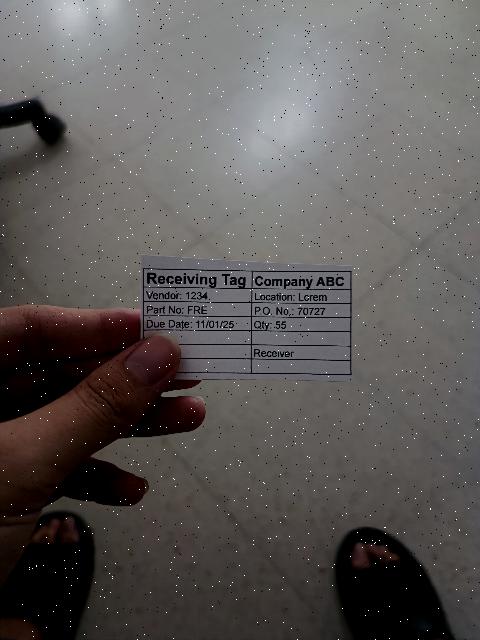 Receiving Tag Company ABC
Vendor: 1234 Location: Lorem
Part No: FRE P.O. No.: 70727
Due Date: 11/01/25 Qty: 55
Receiver